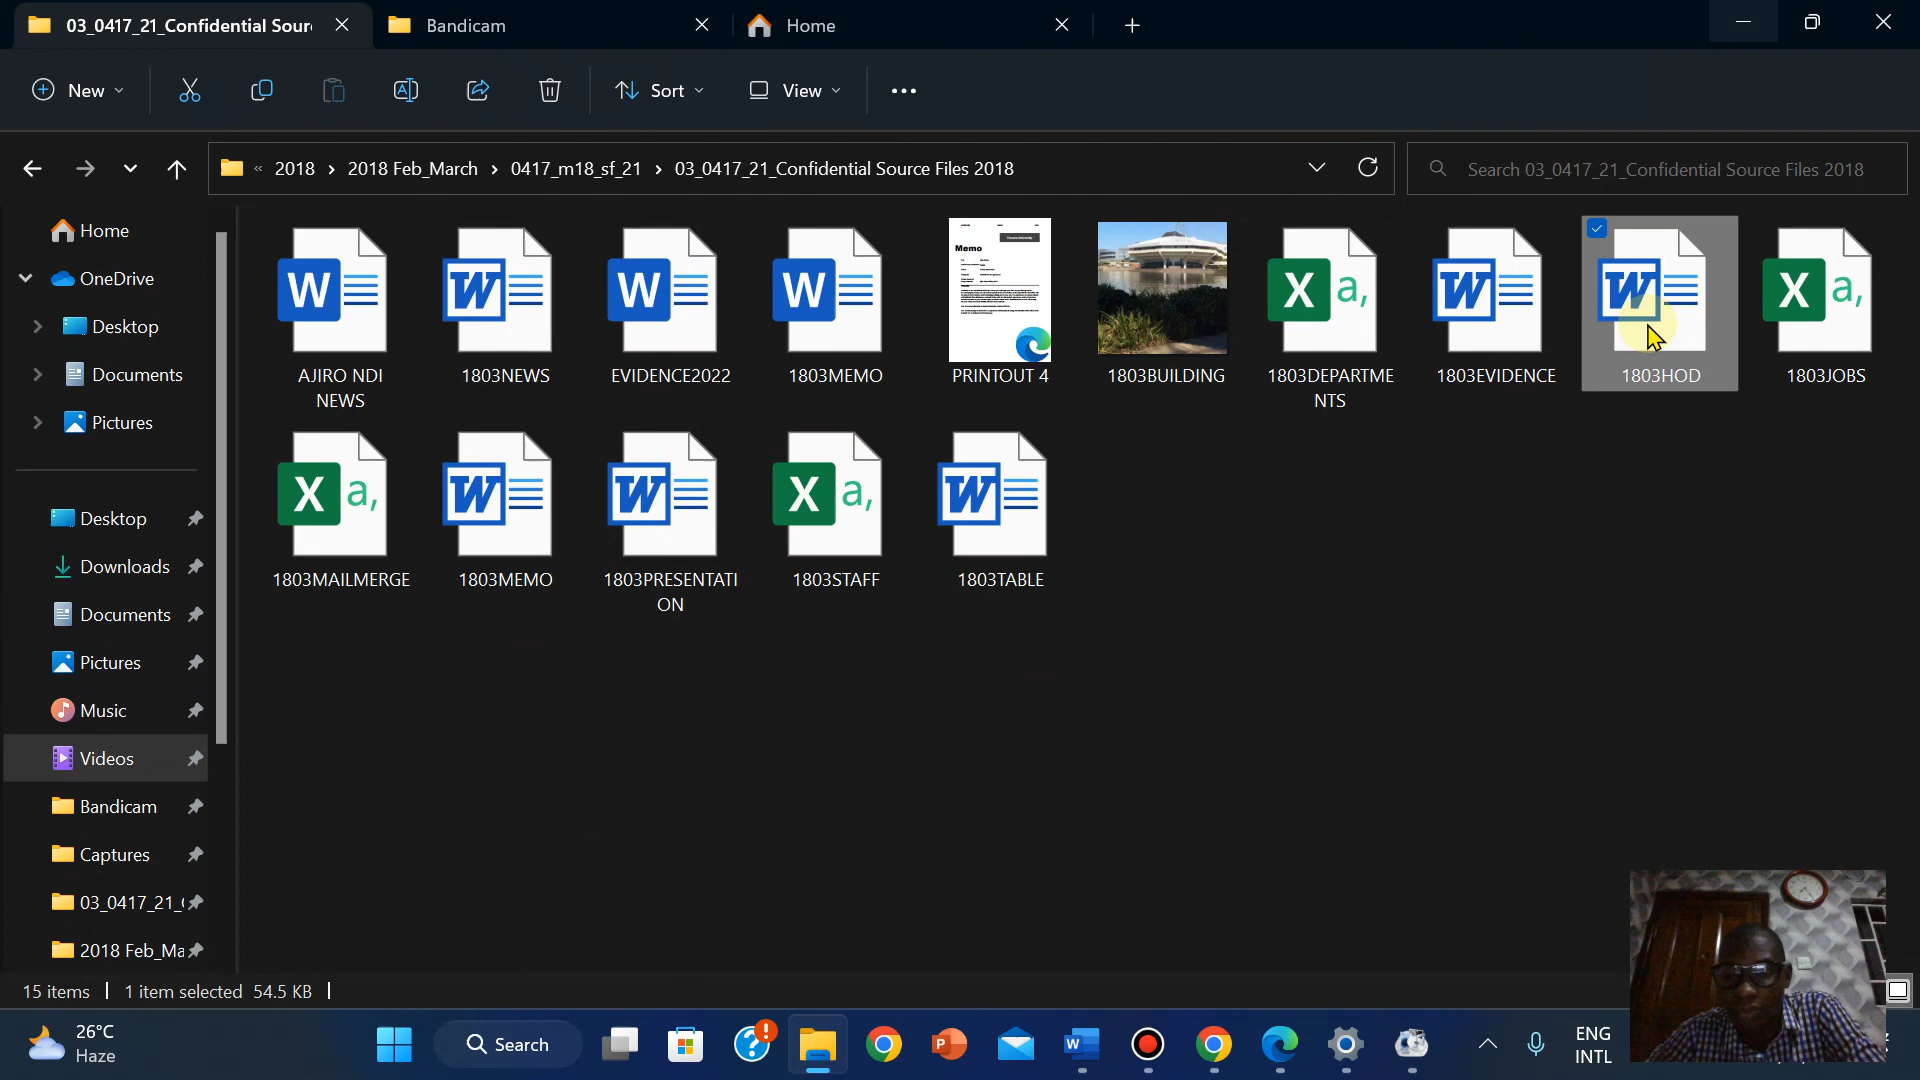 03_0417_21_Confidential Sour
Bandicam
Home
New
Sort
View
«
2018 › 2018 Feb_March › 0417_m18_sf_21 › 03_0417_21_Confidential Source Files 2018
Search 03_0417_21_Confidential Source Files 2018
Home
OneDrive
Desktop
Documents
Pictures
Desktop
Downloads
Documents
Pictures
Music
Videos
Bandicam
Captures
03_0417_21_(
2018 Feb_Ma
AJIRO NDI
NEWS
1803NEWS
EVIDENCE2022
1803MEMO
Memo
PRINTOUT 4
1803BUILDING
1803DEPARTME
NTS
1803EVIDENCE
1803HOD
1803JOBS
1803MAILMERGE
1803MEMO
1803PRESENTATI
ON
1803STAFF
1803TABLE
15 items
1 item selected 54.5 KB
26°C
Haze
Search
ENG
INTL